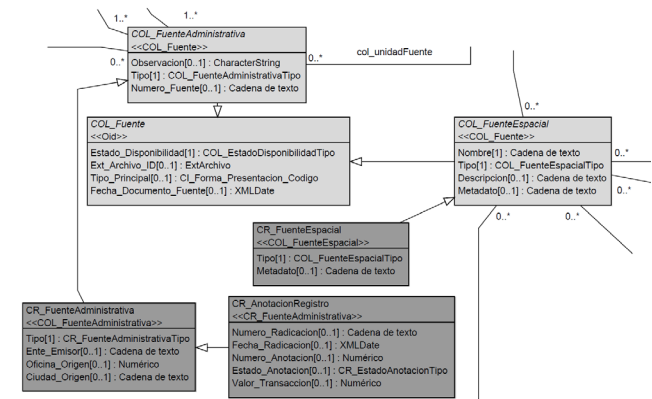 1..*
1..*
COL_FuenteAdministrativa
<<COL_Fuente>>
Observacion[0..1] : CharacterString
Tipo[1] : COL_FuenteAdministrativaTipo
Numero_Fuente[0..1] : Cadena de texto
0..*
0..*
col_unidadFuente
0..*
COL_Fuente
<<Oid>>
Estado_Disponibilidad[1] : COL_EstadoDisponibilidadTipo
Ext_Archivo_ID[0..1] : ExtArchivo
Tipo_Principal[0..1] : CI_Forma_Presentacion_Codigo
Fecha_Documento_Fuente[0..1] : XMLDate
COL_FuenteEspacial
<<COL_Fuente>>
Nombre[1] : Cadena de texto
Tipo[1] : COL_FuenteEspacialTipo
Descripcion[0..1] : Cadena de texto
Metadato[0..1] : Cadena de texto
0..*
0..*
0..*
0..*
CR_FuenteEspacial
<<COL_FuenteEspacial>>
Tipo[1] : COL_FuenteEspacialTipo
Metadato[0..1] : Cadena de texto
CR_FuenteAdministrativa
<<COL_FuenteAdministrativa>>
Tipo[1] : CR_FuenteAdministrativaTipo
Ente_Emisor[0..1] : Cadena de texto
Oficina_Origen[0..1] : Numérico
Ciudad_Origen[0..1] : Cadena de texto
CR_AnotacionRegistro
<<CR_FuenteAdministrativa>>
Numero_Radicacion[0..1] : Cadena de texto
Fecha_Radicacion[0..1] : XMLDate
Numero_Anotacion[0..1] : Numérico
Estado_Anotacion[0..1] : CR_EstadoAnotacionTipo
Valor_Transaccion[0..1] : Numérico